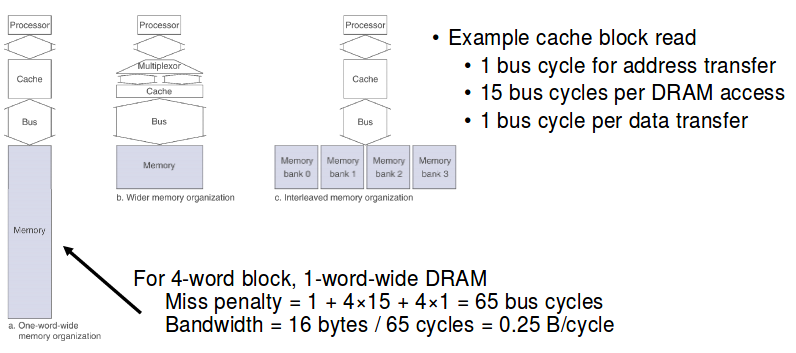 Processor
Cache
Bus
Memory
a. One-word-wide
memory organization
Processor
Multiplexor
Cache
Bus
Memory
b. Wider memory organization
Processor
Cache
Bus
Memory
bank 0
Memory
bank 1
Memory
bank 2
Memory
bank 3
c. Interleaved memory organization
• Example cache block read
• 1 bus cycle for address transfer
• 15 bus cycles per DRAM access
• 1 bus cycle per data transfer
For 4-word block, 1-word-wide DRAM
Miss penalty = 1 + 4×15 + 4×1 = 65 bus cycles
Bandwidth = 16 bytes / 65 cycles = 0.25 B/cycle